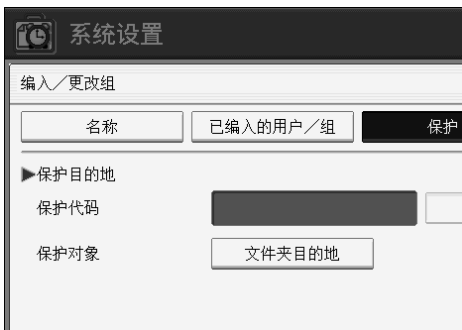 系统设置
编入／更改组
名称 已编入的用户／组 保护
▶保护目的地
保护代码
保护对象 文件夹目的地